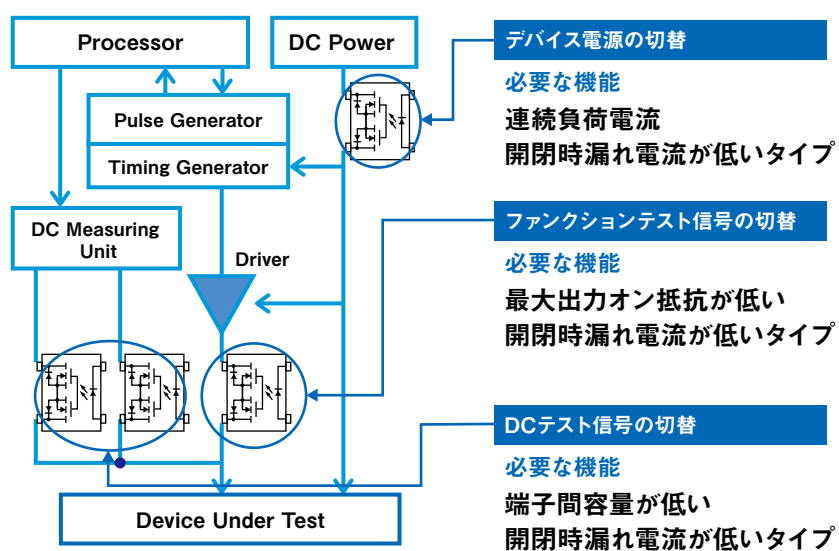 Processor
DC Power
Pulse Generator
Timing Generator
DC Measuring
Unit
Driver
Device Under Test
デバイス電源の切替
必要な機能
連続負荷電流
開閉時漏れ電流が低いタイプ
ファンクションテスト信号の切替
必要な機能
最大出力オン抵抗が低い
開閉時漏れ電流が低いタイプ
DCテスト信号の切替
必要な機能
端子間容量が低い
開閉時漏れ電流が低いタイプ